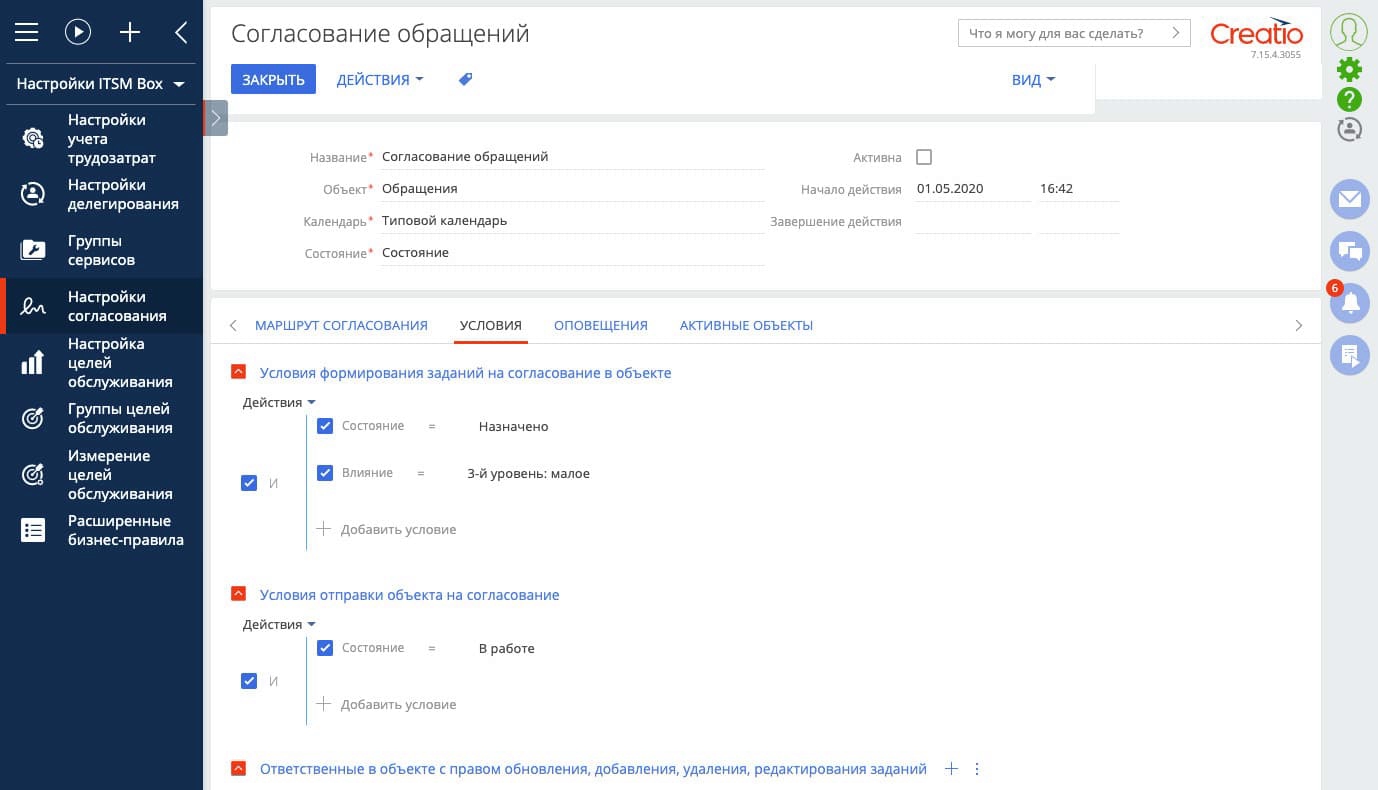 Настройки ITSM Box
Настройки
учета
трудозатрат
Настройки
делегирования
Группы
сервисов
Настройки
согласования
Настройка
целей
обслуживания
Группы целей
обслуживания
Измерение
целей
обслуживания
Расширенные
бизнес-правила
Согласование обращений
Что я могу для вас сделать?
Creatio
7.15.4.3055
ЗАКРЫТЬ
ДЕЙСТВИЯ
ВИД
Название* Согласование обращений
Активна
Объект* Обращения
Начало действия 01.05.2020 16:42
Календарь* Типовой календарь
Завершение действия
Состояние* Состояние
МАРШРУТ СОГЛАСОВАНИЯ УСЛОВИЯ ОПОВЕЩЕНИЯ АКТИВНЫЕ ОБЪЕКТЫ
Условия формирования заданий на согласование в объекте
Действия
Состояние = Назначено
Влияние = 3-й уровень: малое
И
Добавить условие
Условия отправки объекта на согласование
Действия
Состояние = В работе
И
Добавить условие
Ответственные в объекте с правом обновления, добавления, удаления, редактирования заданий
?
6